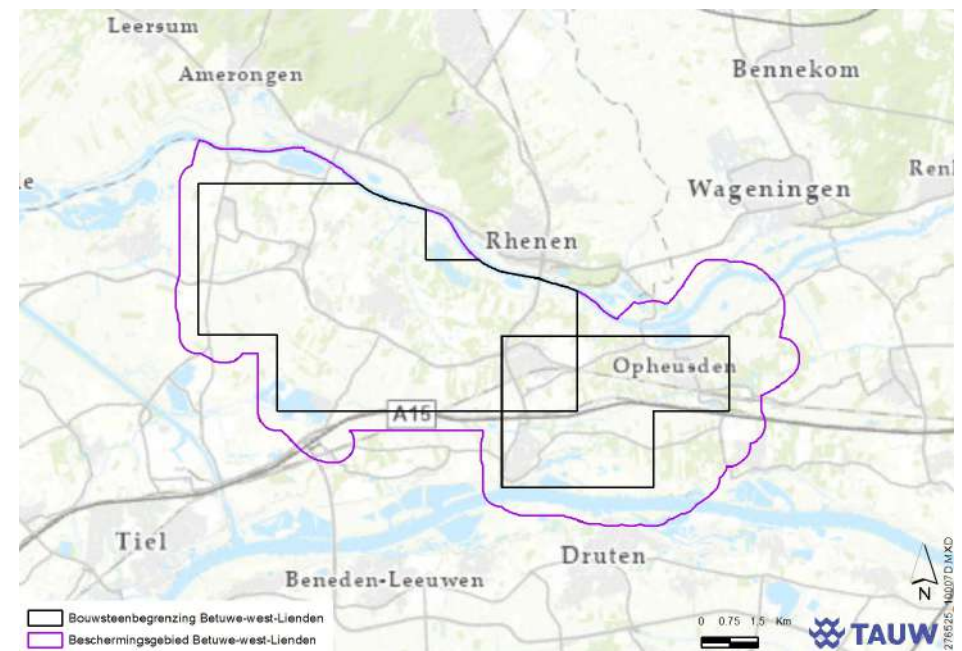 Leersum
Amerongen
Bennekom
.e
Wageningen
Renl
Rhenen
Opheusden
A15
Tiel
Druten
Beneden-Leeuwen
N
Bouwsteenbegrenzing Betuwe-west-Lienden
Beschermingsgebied Betuwe-west-Lienden
0 0.75 1.5 Km
TAUW